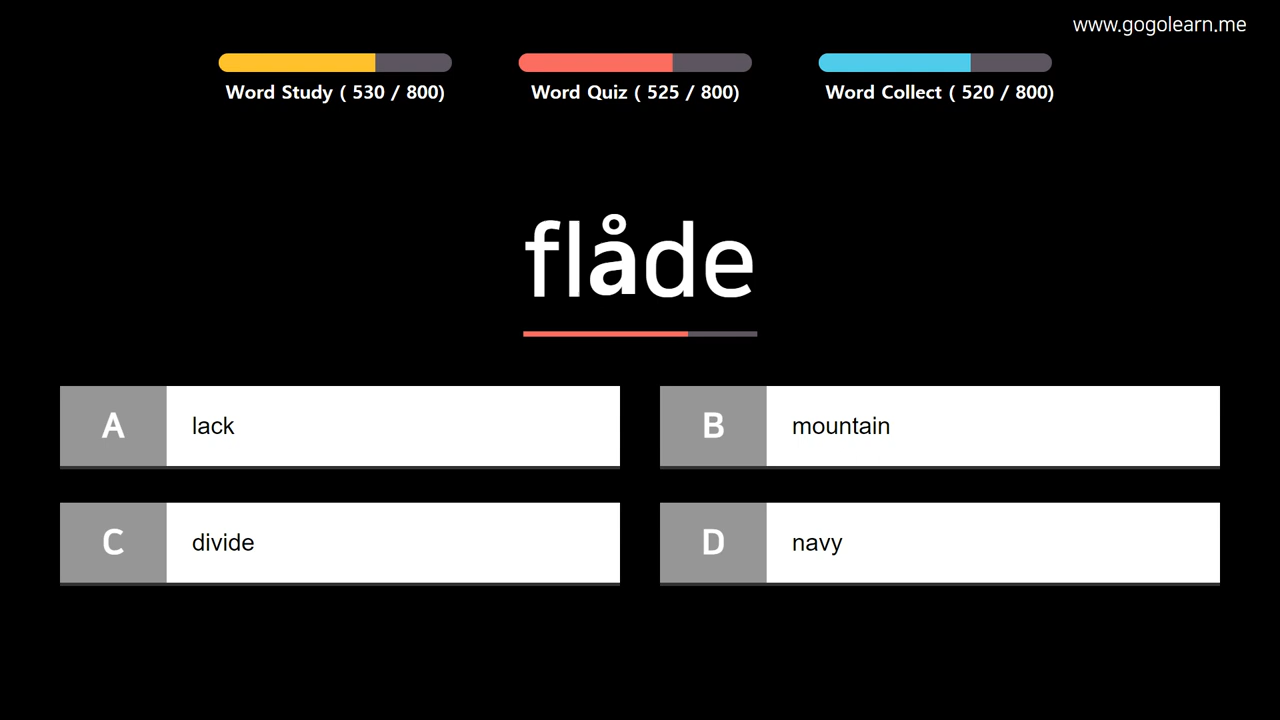 www.gogolearn.me
Word Study ( 530 / 800)
Word Quiz ( 525 / 800)
Word Collect ( 520 / 800)
flåde
A
lack
B
mountain
C
divide
D
navy